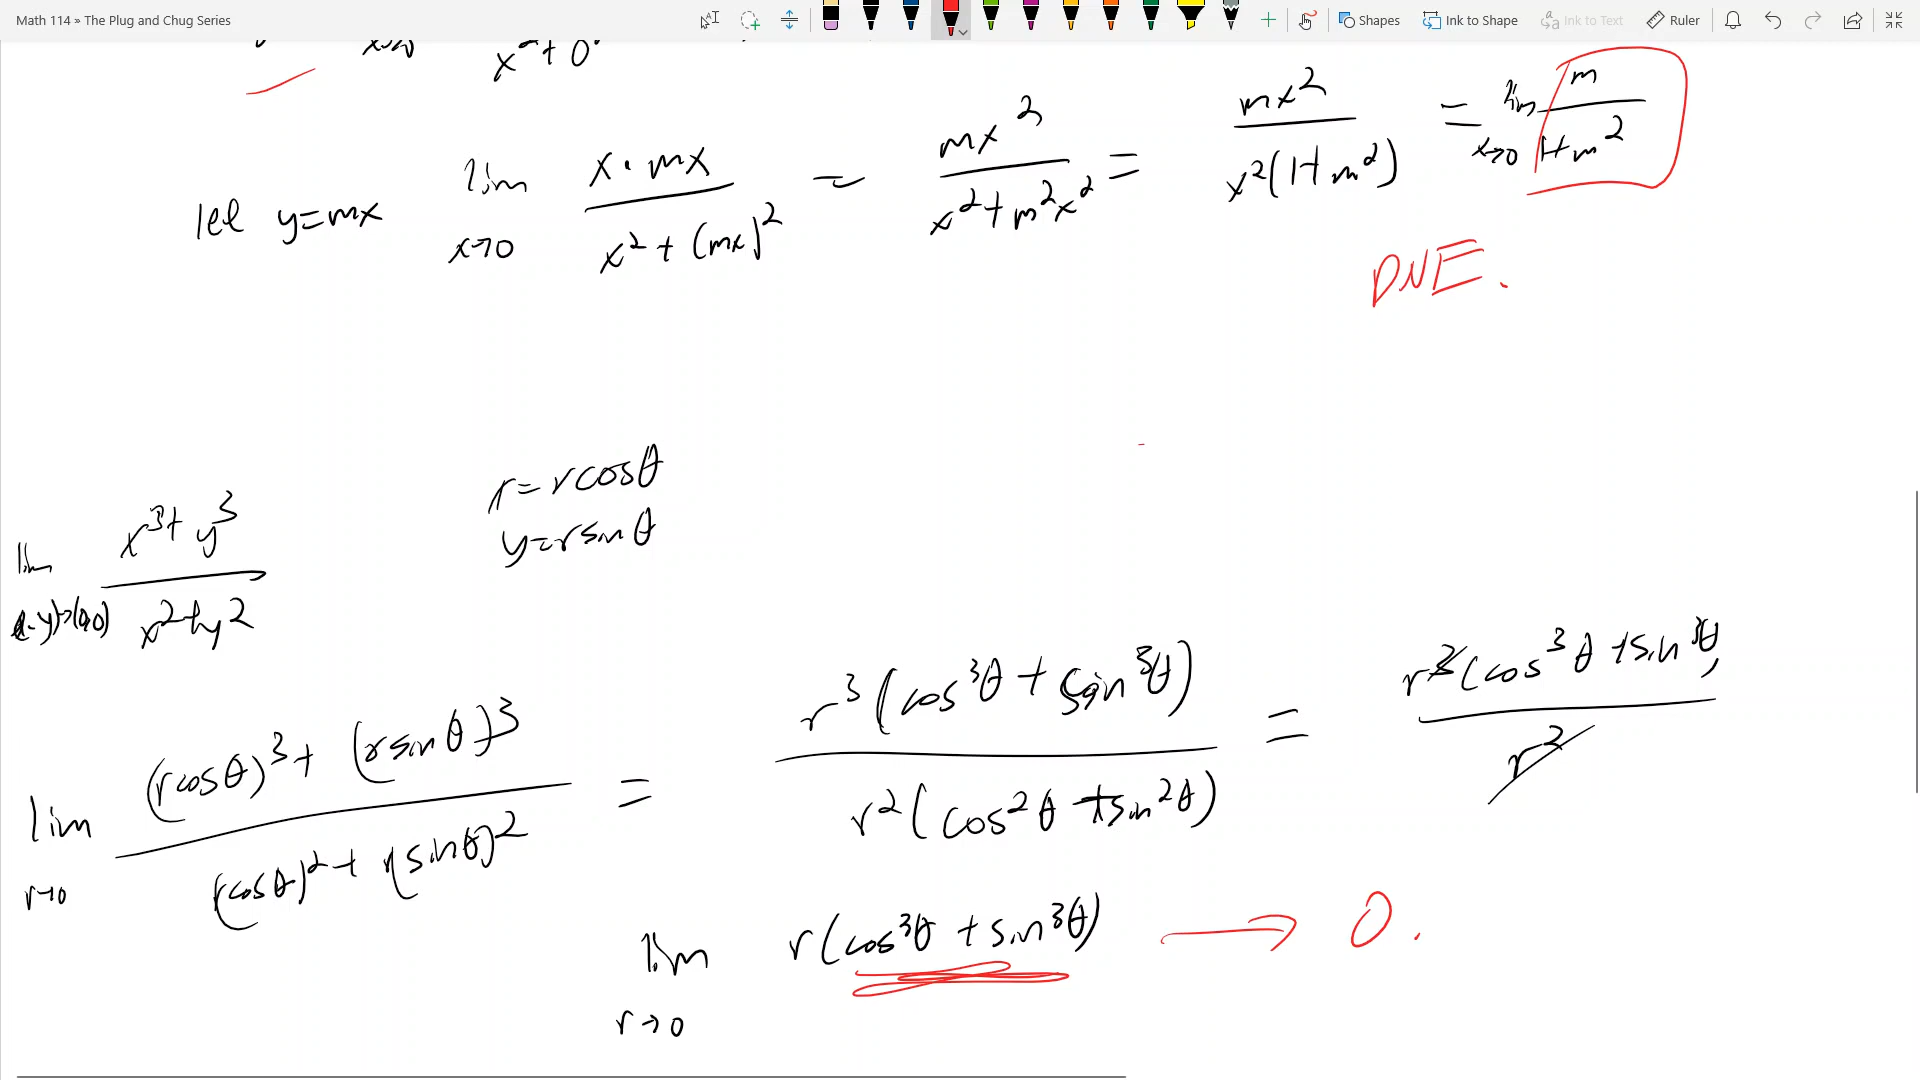 Math 114 » The Plug and Chug Series
Shapes Ink to Shape Ink to Text Ruler
x→0 x²+0²
let y=mx lim x→0 x·mx / x²+(mx)² = mx² / x²+m²x² = mx² / x²(1+m²) = lim x→0 m / 1+m²
DNE.
x=rcosθ
y=rsinθ
lim (x,y)→(0,0) x³+y³ / x²+y²
lim r→0 (rcosθ)³+(rsinθ)³ / (rcosθ)²+(rsinθ)² = r³(cos³θ+sin³θ) / r²(cos²θ+sin²θ) = r³(cos³θ+sin³θ) / r²
lim r→0 r(cos³θ+sin³θ) → 0.